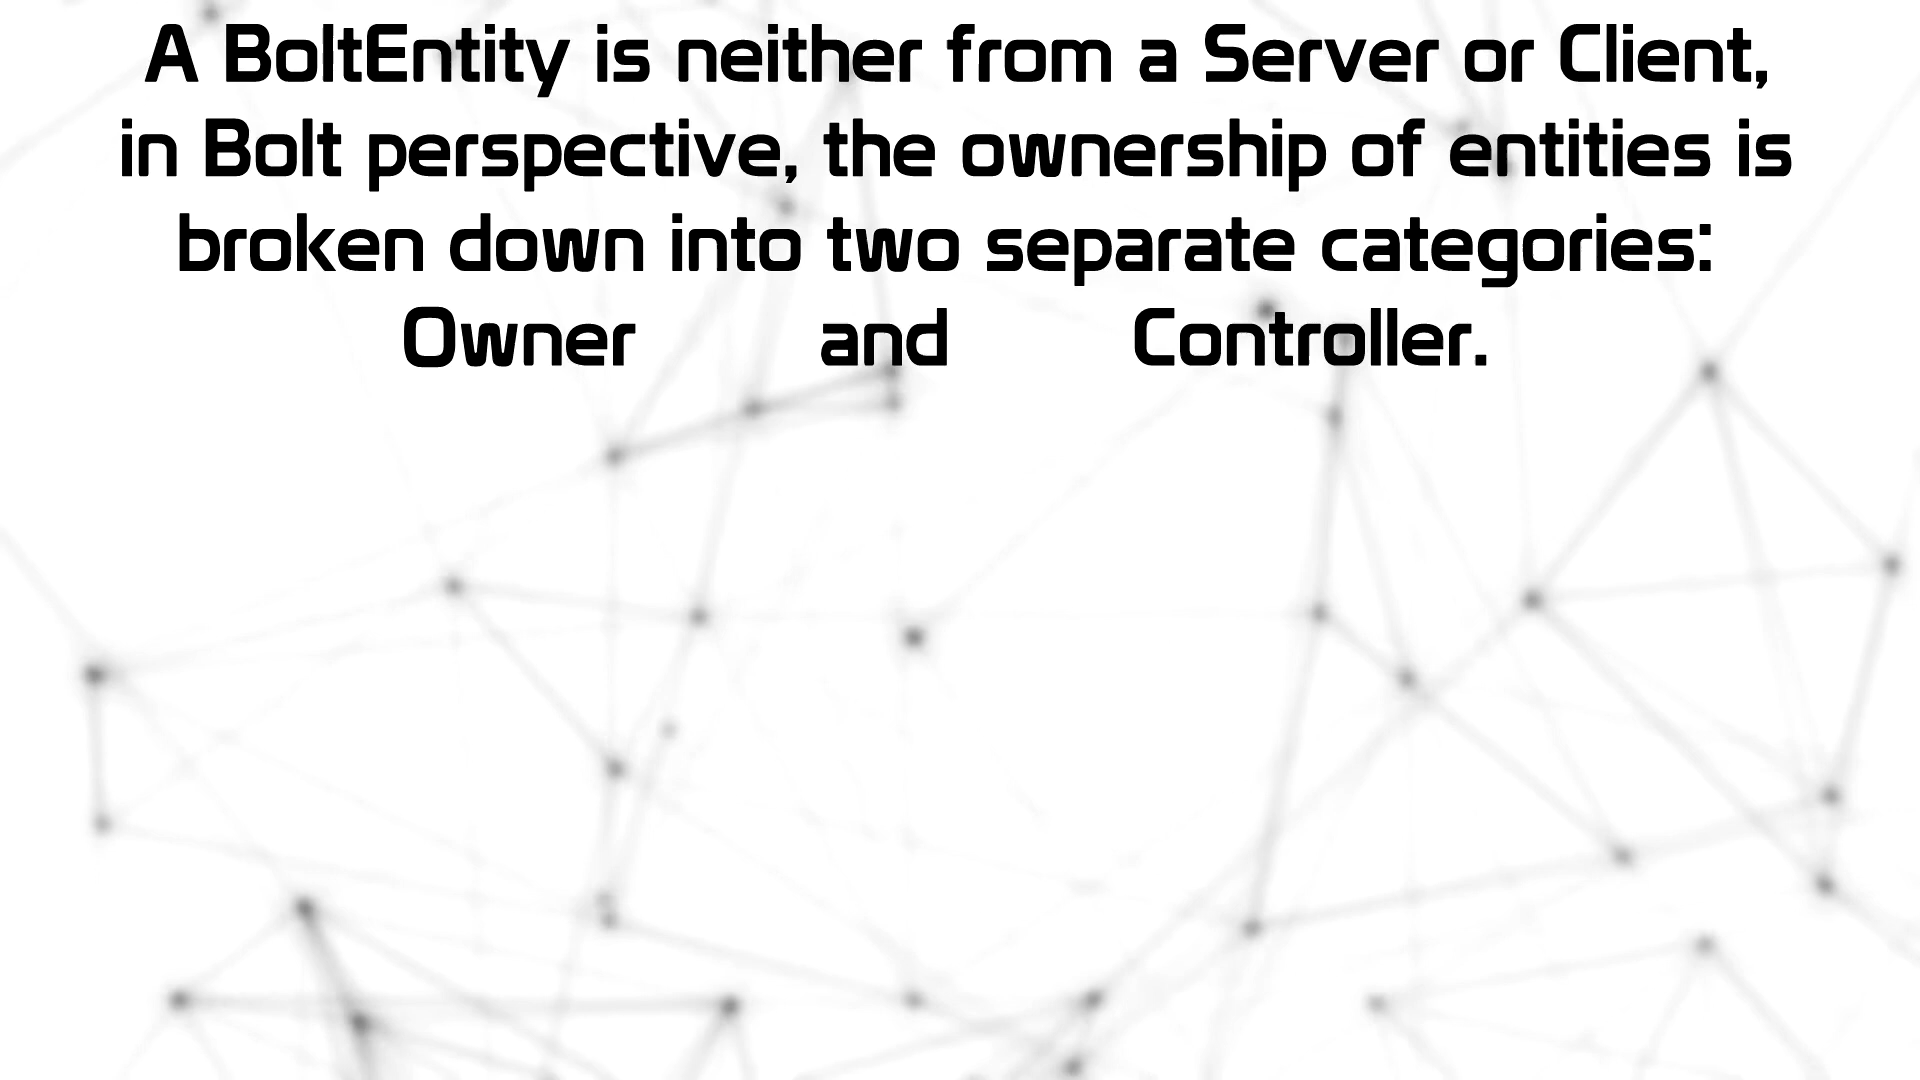 A BoltEntity is neither from a Server or Client,
in Bolt perspective, the ownership of entities is
broken down into two separate categories:
Owner and Controller.